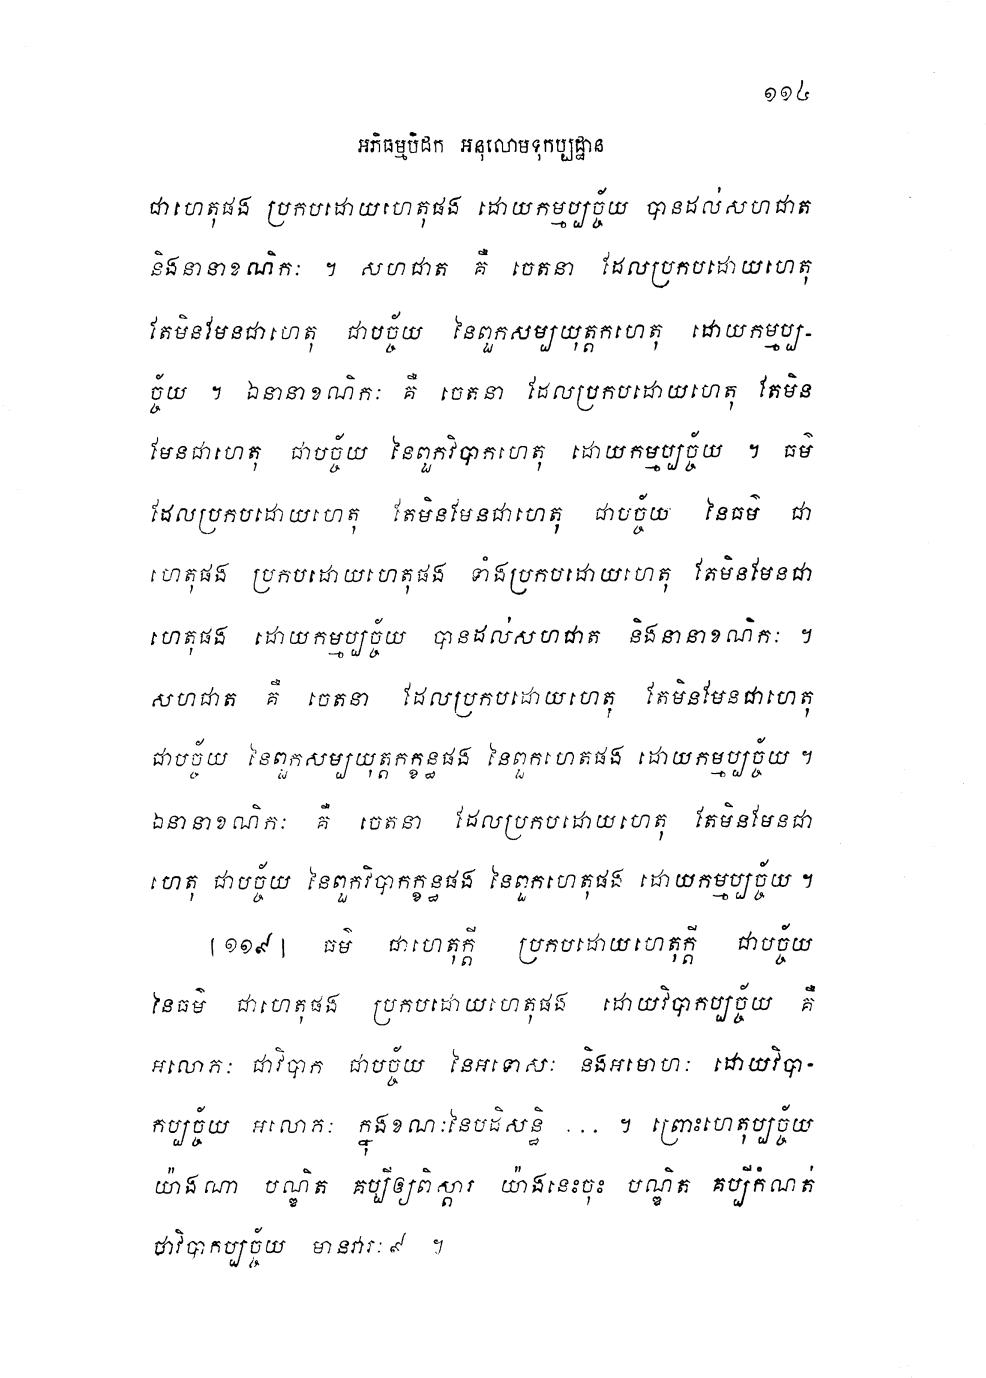 ១១៤
អភិធម្មបិដក អនុលោមទុកប្បដ្ឋាន
ជាហេតុផង ប្រកបដោយហេតុផង ដោយកម្មប្បច្ច័យ បានដល់សហជាត
និងនានាខណិកៈ ។ សហជាត គឺ ចេតនា ដែលប្រកបដោយហេតុ
តែមិនមែនជាហេតុ ជាបច្ច័យ នៃពួកសម្បយុត្តកហេតុ ដោយកម្មប្ប-
ច្ច័យ ។ ឯនានាខណិកៈ គឺ ចេតនា ដែលប្រកបដោយហេតុ តែមិន
មែនជាហេតុ ជាបច្ច័យ នៃពួកវិបាកហេតុ ដោយកម្មប្បច្ច័យ ។ ធម៌
ដែលប្រកបដោយហេតុ តែមិនមែនជាហេតុ ជាបច្ច័យ នៃធម៌ ជា
ហេតុផង ប្រកបដោយហេតុផង ទាំងប្រកបដោយហេតុ តែមិនមែនជា
ហេតុផង ដោយកម្មប្បច្ច័យ បានដល់សហជាត និងនានាខណិកៈ ។
សហជាត គឺ ចេតនា ដែលប្រកបដោយហេតុ តែមិនមែនជាហេតុ
ជាបច្ច័យ នៃពួកសម្បយុត្តកក្ខន្ធផង នៃពួកហេតផង ដោយកម្មប្បច្ច័យ ។
ឯនានាខណិកៈ គឺ ចេតនា ដែលប្រកបដោយហេតុ តែមិនមែនជា
ហេតុ ជាបច្ច័យ នៃពួកវិបាកក្ខន្ធផង នៃពួកហេតុផង ដោយកម្មប្បច្ច័យ ។
[១១៩] ធម៌ ជាហេតុក្តី ប្រកបដោយហេតុក្តី ជាបច្ច័យ
នៃធម៌ ជាហេតុផង ប្រកបដោយហេតុផង ដោយវិបាកប្បច្ច័យ គឺ
អលោភៈ ជាវិបាក ជាបច្ច័យ នៃអទោសៈ និងអមោហៈ ដោយវិបា-
កប្បច្ច័យ អលោភៈ ក្នុងខណៈនៃបដិសន្ធិ ... ។ ព្រោះហេតុប្បច្ច័យ
យ៉ាងណា បណ្ឌិត គប្បីឲ្យពិស្តារ យ៉ាងនេះចុះ បណ្ឌិត គប្បីកំណត់
ជាវិបាកប្បច្ច័យ មានវារៈ ៩ ។